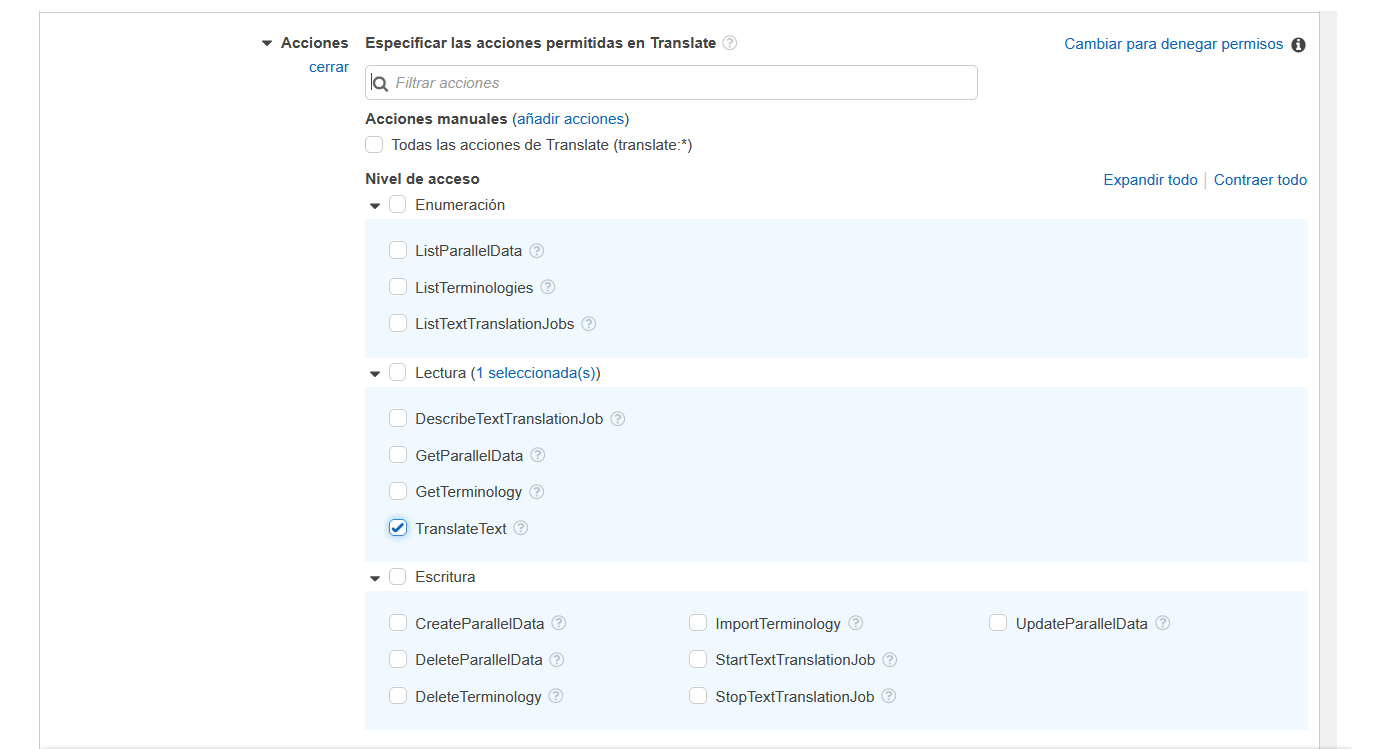 Acciones Especificar las acciones permitidas en Translate ? Cambiar para denegar permisos i
cerrar
Filtrar acciones
Acciones manuales (añadir acciones)
Todas las acciones de Translate (translate:*)
Nivel de acceso Expandir todo | Contraer todo
Enumeración
ListParallelData ?
ListTerminologies ?
ListTextTranslationJobs ?
Lectura (1 seleccionada(s))
DescribeTextTranslationJob ?
GetParallelData ?
GetTerminology ?
TranslateText ?
Escritura
CreateParallelData ? ImportTerminology ? UpdateParallelData ?
DeleteParallelData ? StartTextTranslationJob ?
DeleteTerminology ? StopTextTranslationJob ?